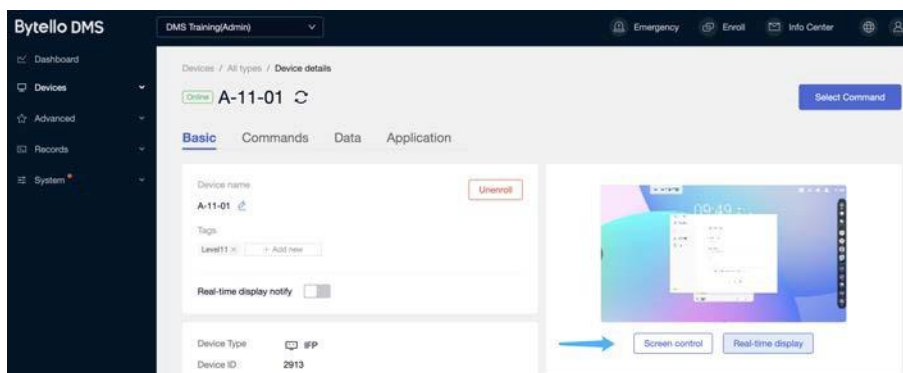 Bytello DMS
DMS Training(Admin)
Emergency
Enroll
Info Center
Dashboard
Devices
Advanced
Records
System
Devices / All types / Device details
Online
A-11-01
Select Command
Basic
Commands
Data
Application
Device name
Unenroll
A-11-01
Tags
Level11 ×
+ Add new
Real-time display notify
09:49
Screen control
Real-time display
Device Type
IFP
Device ID
2913